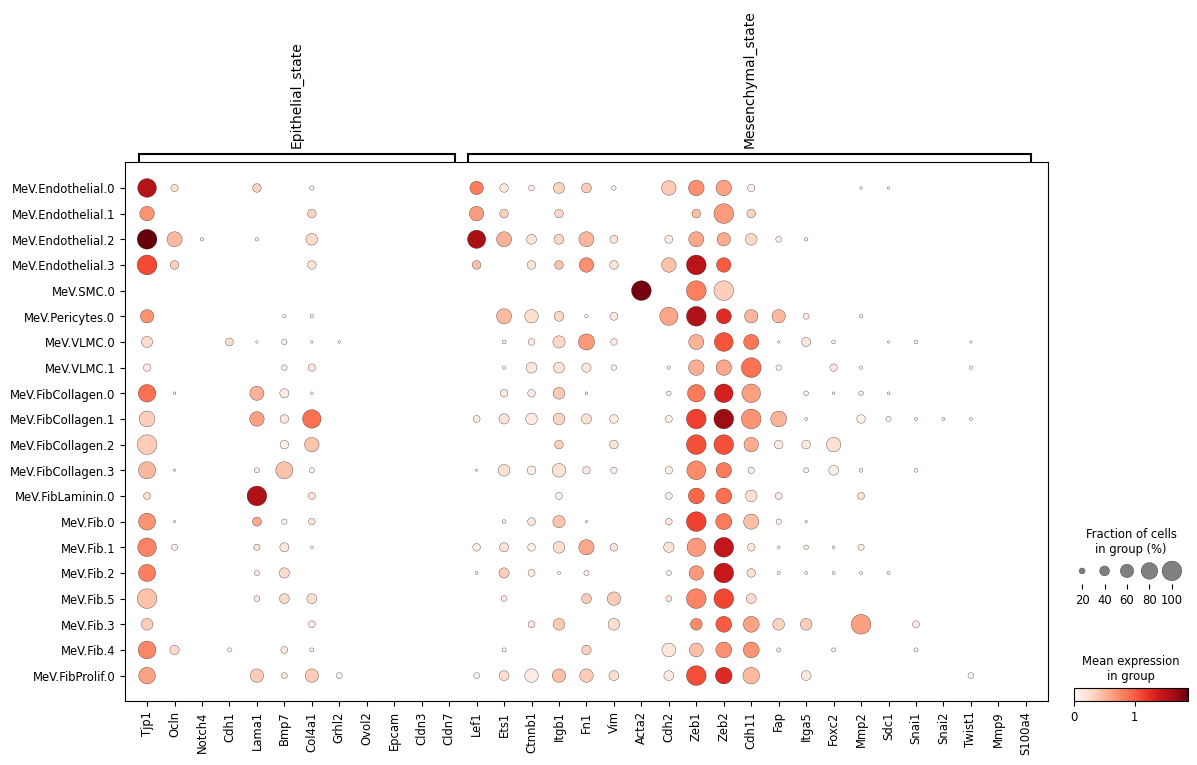 Epithelial_state
Mesenchymal_state
MeV.Endothelial.0
MeV.Endothelial.1
MeV.Endothelial.2
MeV.Endothelial.3
MeV.SMC.0
MeV.Pericytes.0
MeV.VLMC.0
MeV.VLMC.1
MeV.FibCollagen.0
MeV.FibCollagen.1
MeV.FibCollagen.2
MeV.FibCollagen.3
MeV.FibLaminin.0
MeV.Fib.0
MeV.Fib.1
MeV.Fib.2
MeV.Fib.5
MeV.Fib.3
MeV.Fib.4
MeV.FibProlif.0
Tjp1
Ocln
Notch4
Cdh1
Lama1
Bmp7
Col4a1
Grhl2
Ovol2
Epcam
Cldn3
Cldn7
Lef1
Ets1
Ctnnb1
Itgb1
Fn1
Vim
Acta2
Cdh2
Zeb1
Zeb2
Cdh11
Fap
Itga5
Foxc2
Mmp2
Sdc1
Snai1
Snai2
Twist1
Mmp9
S100a4
Fraction of cells
in group (%)
20 40 60 80 100
Mean expression
in group
0 1